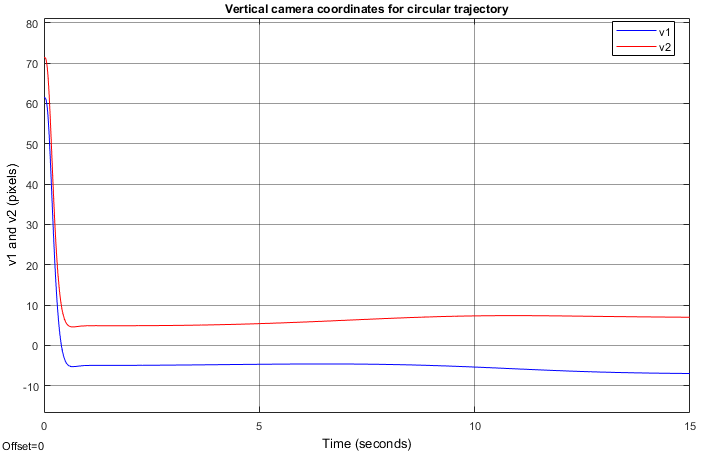 Vertical camera coordinates for circular trajectory
v1
v2
80
70
60
50
40
30
20
10
0
-10
v1 and v2 (pixels)
0
5
10
15
Time (seconds)
Offset=0